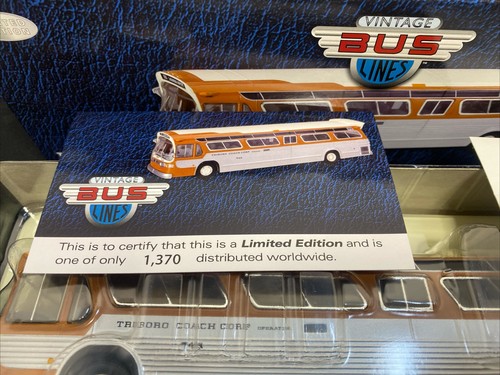 VINTAGE
BUS
LINES
VINTAGE
BUS
LINES
This is to certify that this is a Limited Edition and is
one of only 1,370 distributed worldwide.
TRIBORO COACH CORP